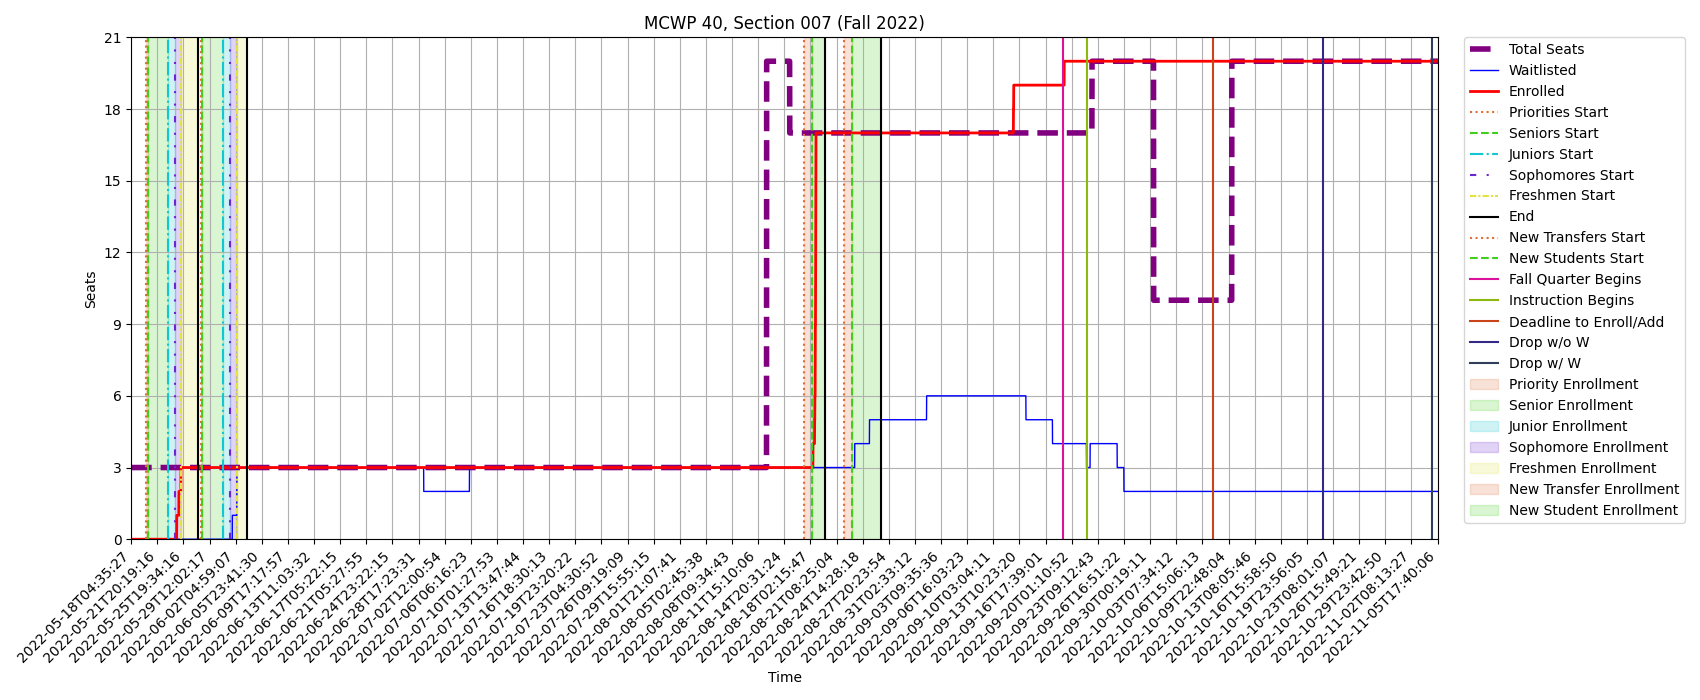 MCWP 40, Section 007 (Fall 2022)
Seats
21
18
15
12
9
6
3
0
2022-05-18T04:35:27
2022-05-21T20:19:16
2022-05-25T19:34:16
2022-05-29T12:02:17
2022-06-02T04:59:07
2022-06-05T23:41:30
2022-06-09T17:17:57
2022-06-13T11:03:32
2022-06-17T05:22:15
2022-06-21T05:27:55
2022-06-24T23:22:15
2022-06-28T17:23:31
2022-07-02T12:00:54
2022-07-06T06:16:23
2022-07-10T01:27:53
2022-07-13T13:47:44
2022-07-16T18:30:13
2022-07-19T23:20:22
2022-07-23T04:30:52
2022-07-26T09:19:09
2022-07-29T15:55:15
2022-08-01T21:07:41
2022-08-05T02:45:38
2022-08-08T09:34:43
2022-08-11T15:10:06
2022-08-14T20:31:24
2022-08-18T02:15:47
2022-08-21T08:25:04
2022-08-24T14:28:18
2022-08-27T20:23:54
2022-08-31T02:33:12
2022-09-03T09:35:36
2022-09-06T16:03:23
2022-09-10T03:04:11
2022-09-13T10:23:20
2022-09-16T17:39:01
2022-09-20T01:10:52
2022-09-23T09:12:43
2022-09-26T16:51:22
2022-09-30T00:19:11
2022-10-03T07:34:12
2022-10-06T15:06:13
2022-10-09T22:48:04
2022-10-13T08:05:46
2022-10-16T15:58:50
2022-10-19T23:56:05
2022-10-23T08:01:07
2022-10-26T15:49:21
2022-10-29T23:42:50
2022-11-02T08:13:27
2022-11-05T17:40:06
Time
Total Seats
Waitlisted
Enrolled
Priorities Start
Seniors Start
Juniors Start
Sophomores Start
Freshmen Start
End
New Transfers Start
New Students Start
Fall Quarter Begins
Instruction Begins
Deadline to Enroll/Add
Drop w/o W
Drop w/ W
Priority Enrollment
Senior Enrollment
Junior Enrollment
Sophomore Enrollment
Freshmen Enrollment
New Transfer Enrollment
New Student Enrollment